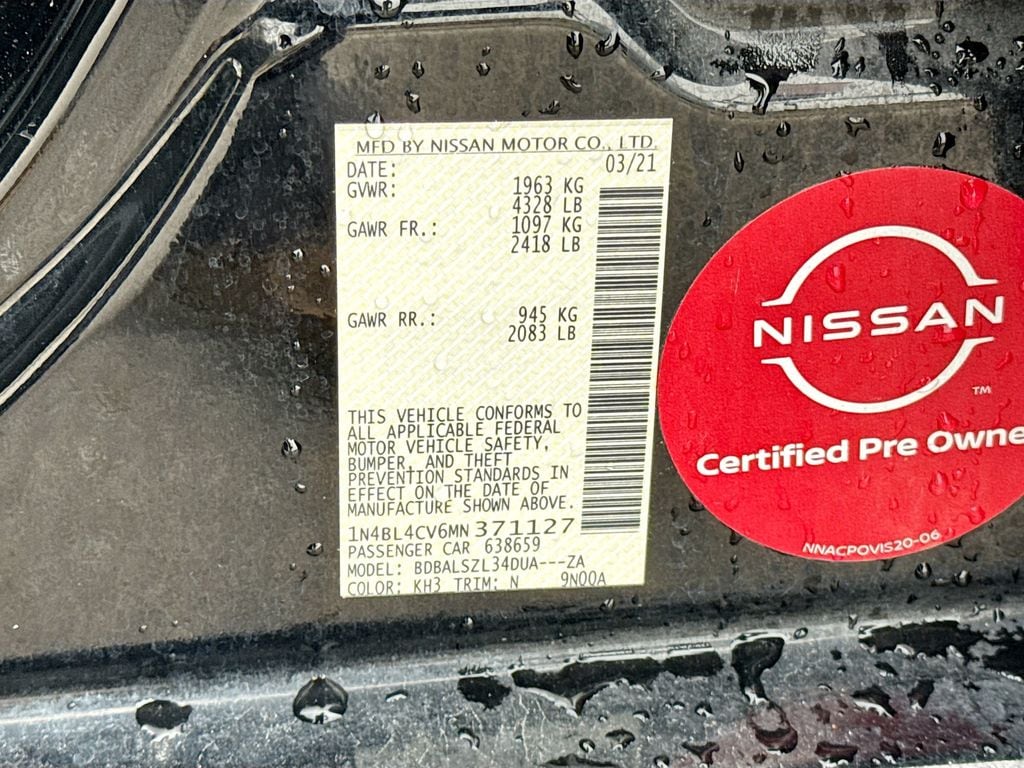 MFD BY NISSAN MOTOR CO., LTD.
DATE: 03/21
GVWR: 1963 KG
4328 LB
GAWR FR.: 1097 KG
2418 LB
GAWR RR.: 945 KG
2083 LB
THIS VEHICLE CONFORMS TO
ALL APPLICABLE FEDERAL
MOTOR VEHICLE SAFETY,
BUMPER, AND THEFT
PREVENTION STANDARDS IN
EFFECT ON THE DATE OF
MANUFACTURE SHOWN ABOVE.
1N4BL4CV6MN371127
PASSENGER CAR 638659
MODEL: BDBALSZL34DUA---ZA
COLOR: KH3 TRIM: N 9N00A
NISSAN
TM
Certified Pre Owne
NNACPOVIS20-06